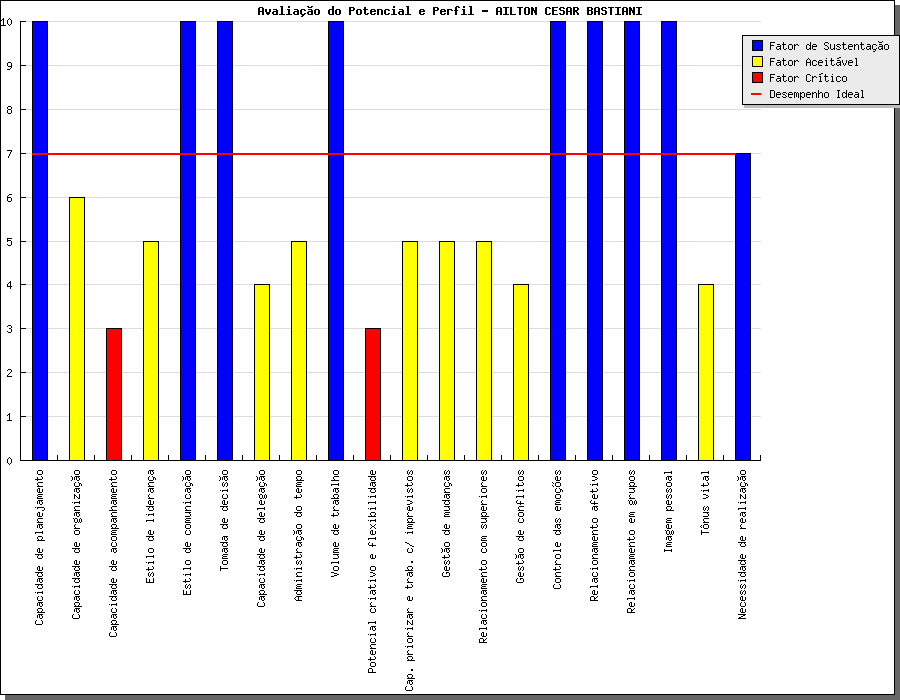 Avaliação do Potencial e Perfil - AILTON CESAR BASTIANI
Fator de Sustentação
Fator Aceitável
Fator Crítico
Desempenho Ideal
10
9
8
7
6
5
4
3
2
1
0
Capacidade de planejamento
Capacidade de organização
Capacidade de acompanhamento
Estilo de liderança
Estilo de comunicação
Tomada de decisão
Capacidade de delegação
Administração do tempo
Volume de trabalho
Potencial criativo e flexibilidade
Cap. priorizar e trab. c/ imprevistos
Gestão de mudanças
Relacionamento com superiores
Gestão de conflitos
Controle das emoções
Relacionamento afetivo
Relacionamento em grupos
Imagem pessoal
Tônus vital
Necessidade de realização